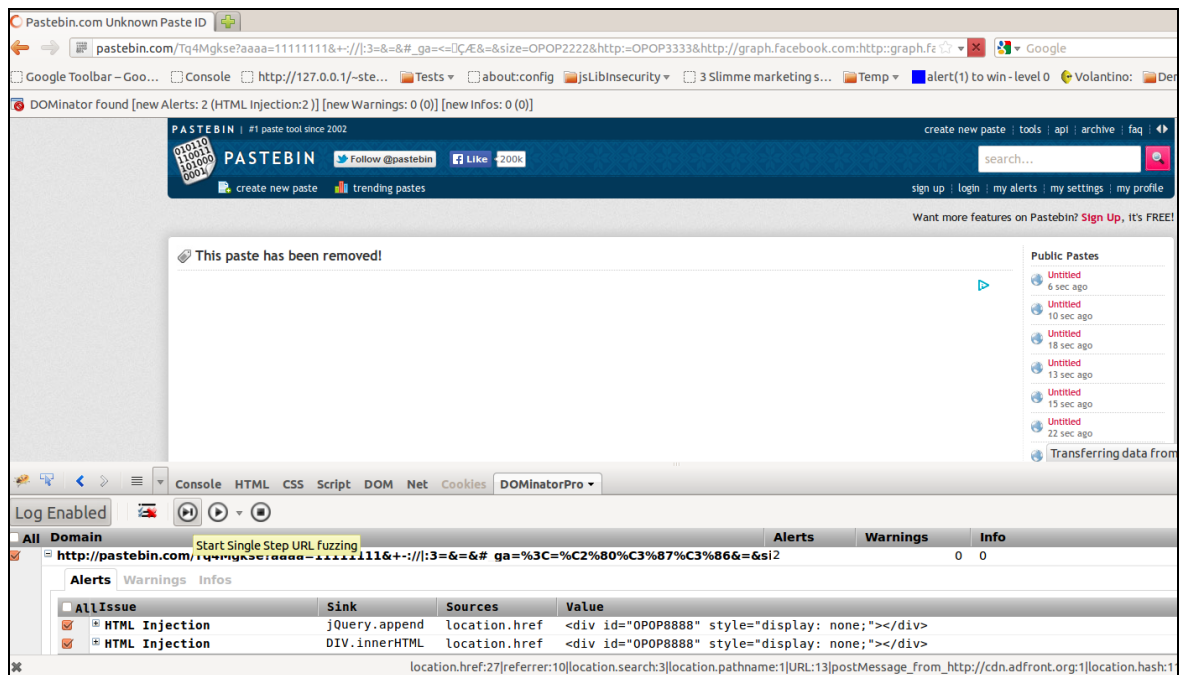 Pastebin.com Unknown Paste ID
pastebin.com/Tq4Mgkse?aaaa=11111111&+-://|:3=&=&#_ga=<=ÇÆ&=&size=OPOP2222&http:=OPOP3333&http://graph.facebook.com:http::graph.fa
Google
Google Toolbar – Goo... Console http://127.0.0.1/~ste... Tests about:config jsLibInsecurity 3 Slimme marketing s... Temp alert(1) to win - level 0 Volantino: Der
DOMinator found [new Alerts: 2 (HTML Injection:2 )] [new Warnings: 0 (0)] [new Infos: 0 (0)]
PASTEBIN | #1 paste tool since 2002
create new paste | tools | api | archive | faq
010110
110011
101000
0001
PASTEBIN
Follow @pastebin
Like 200k
search...
create new paste trending pastes
sign up | login | my alerts | my settings | my profile
Want more features on Pastebin? Sign Up, it's FREE!
This paste has been removed!
Public Pastes
Untitled
6 sec ago
Untitled
10 sec ago
Untitled
18 sec ago
Untitled
13 sec ago
Untitled
15 sec ago
Untitled
22 sec ago
Transferring data from
Console HTML CSS Script DOM Net Cookies DOMinatorPro
Log Enabled
All Domain Alerts Warnings Info
Start Single Step URL fuzzing
http://pastebin.com/Tq4Mgkse?aaaa=11111111&+-://|:3=&=&#_ga=%3C=%C2%80%C3%87%C3%86&=&si2 0 0
Alerts Warnings Infos
All Issue Sink Sources Value
HTML Injection jQuery.append location.href <div id="OPOP8888" style="display: none;"></div>
HTML Injection DIV.innerHTML location.href <div id="OPOP8888" style="display: none;"></div>
location.href:27|referrer:10|location.search:3|location.pathname:1|URL:13|postMessage_from_http://cdn.adfront.org:1|location.hash:1